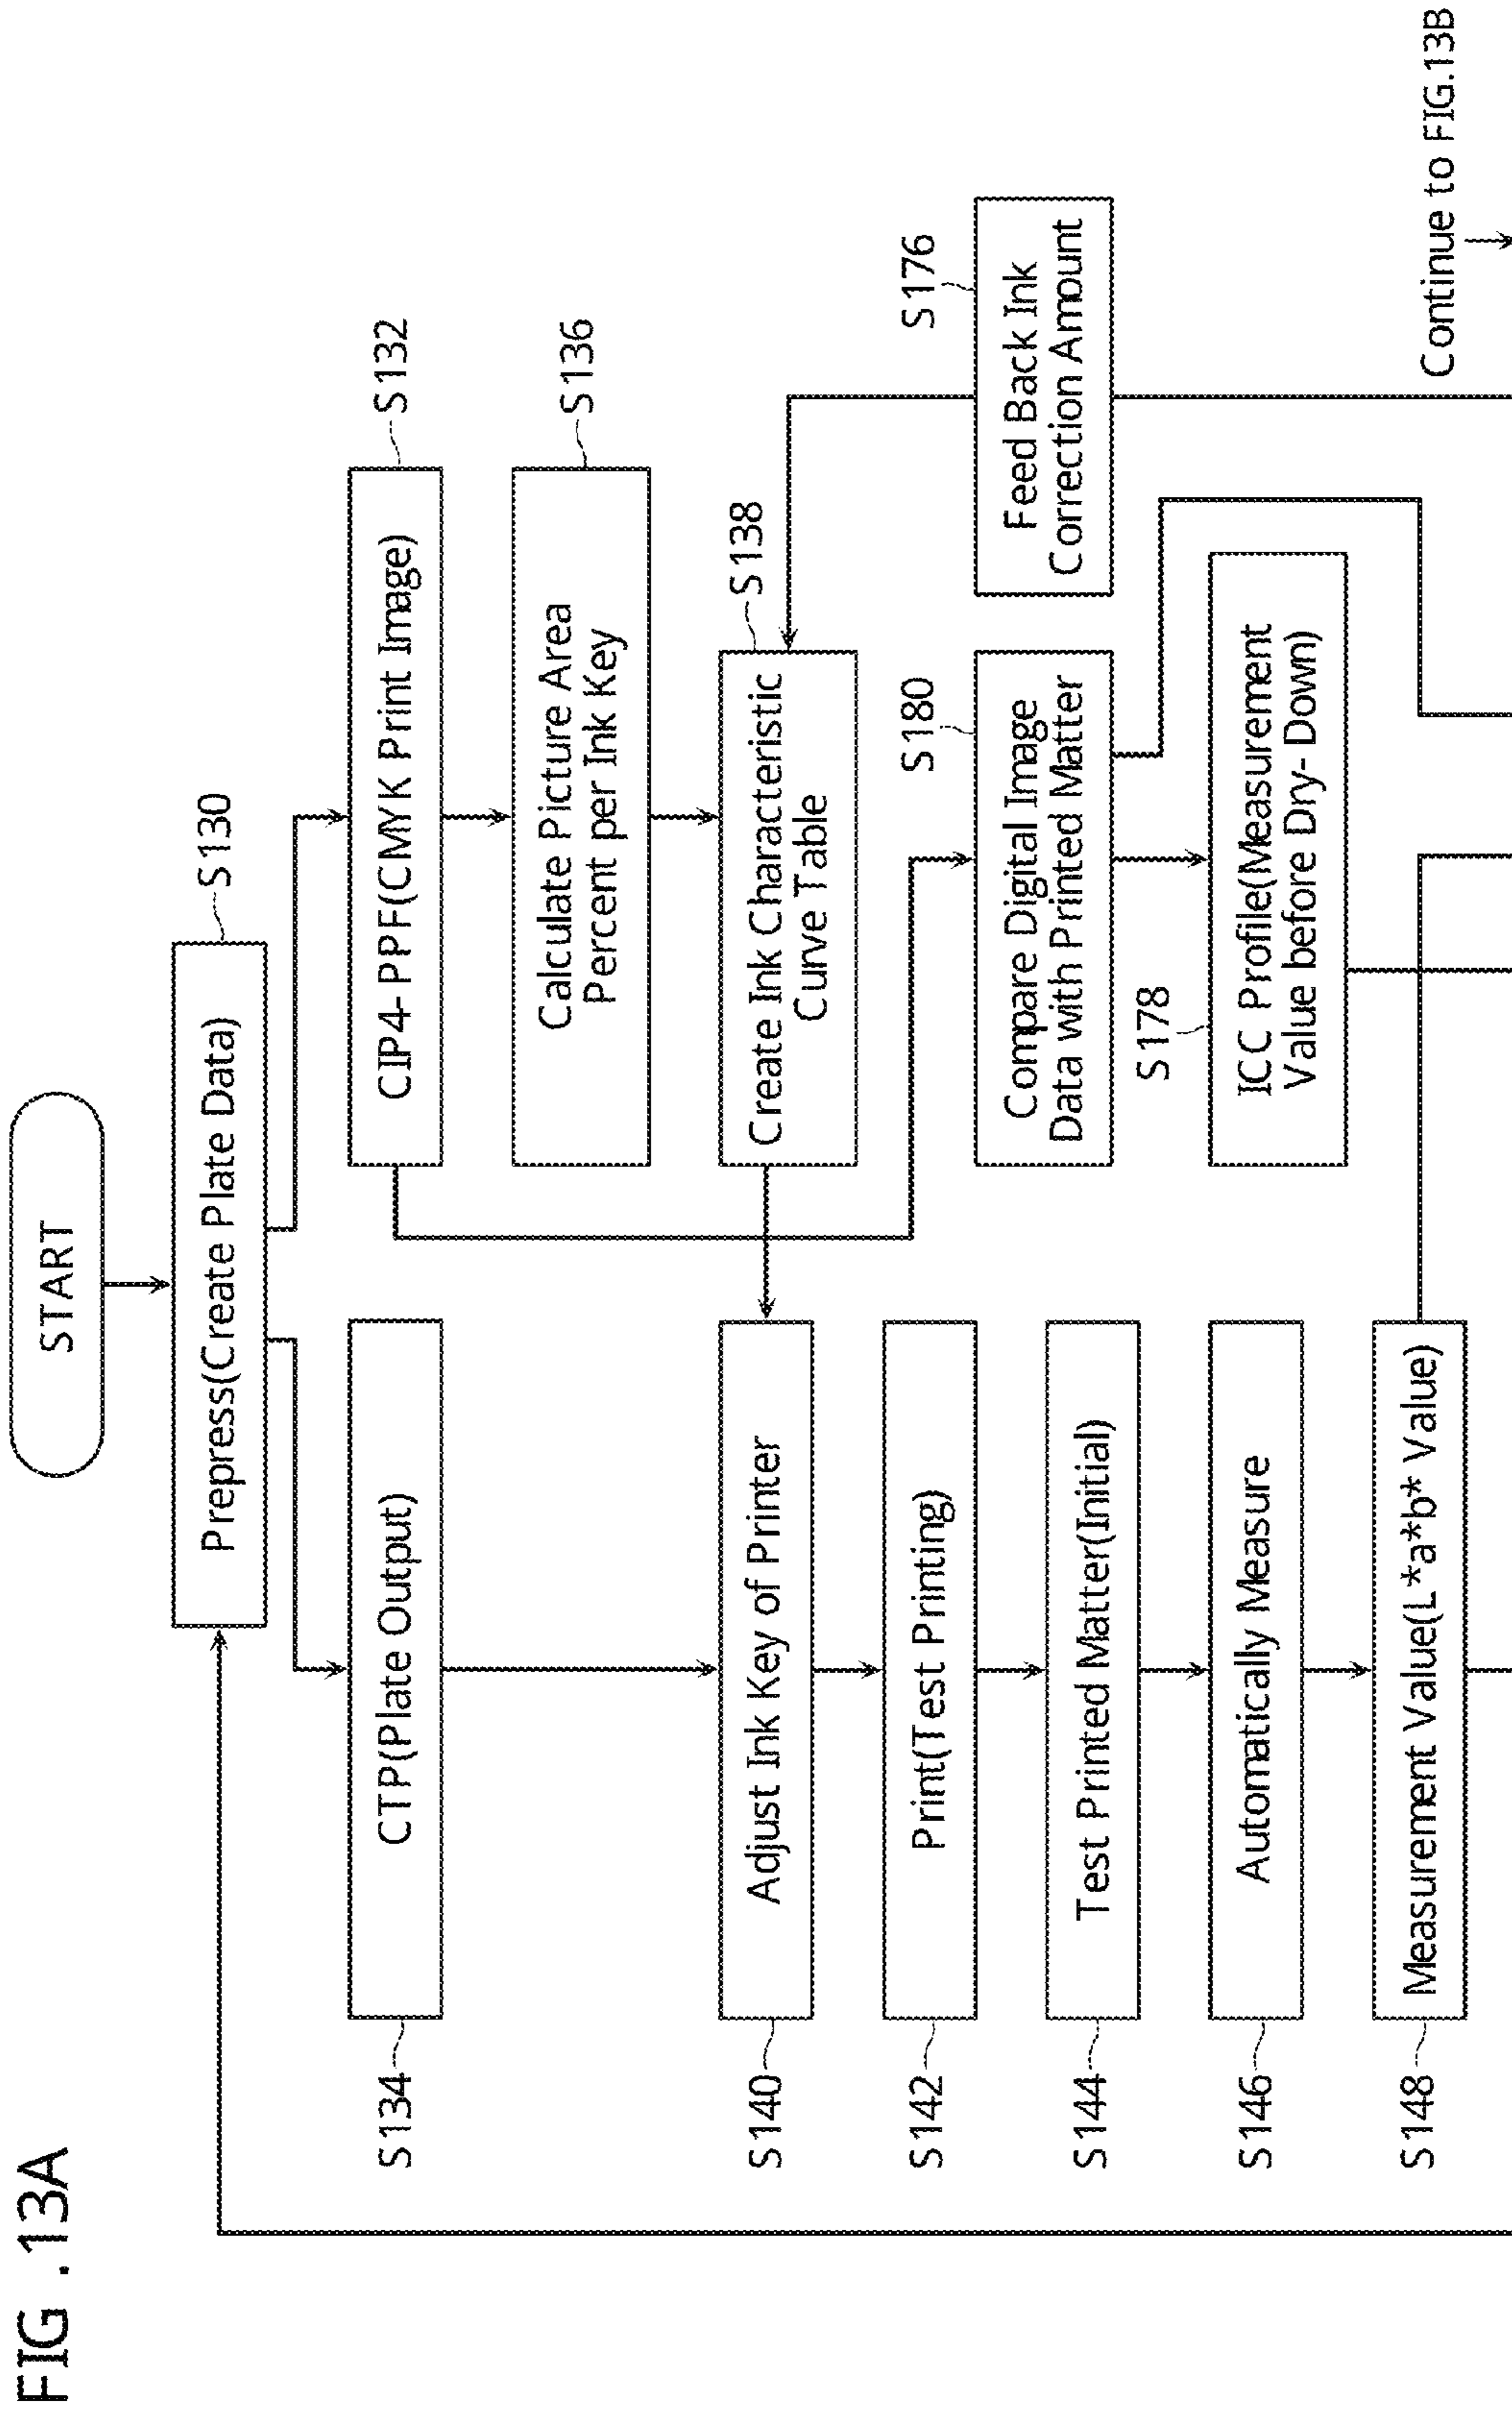 FIG .13A
START
Prepress(Create Plate Data)
S130
CTP(Plate Output)
S134
CIP4-PPF(CMYK Print Image)
S132
Calculate Picture Area
Percent per Ink Key
S136
Adjust Ink Key of Printer
S140
Create Ink Characteristic
Curve Table
S138
Print(Test Printing)
S142
Compare Digital Image
Data with Printed Matter
S180
Feed Back Ink
Correction Amount
S176
Test Printed Matter(Initial)
S144
Automatically Measure
S146
ICC Profile(Measurement
Value before Dry-Down)
S178
Measurement Value(L*a*b* Value)
S148
Continue to FIG.13B